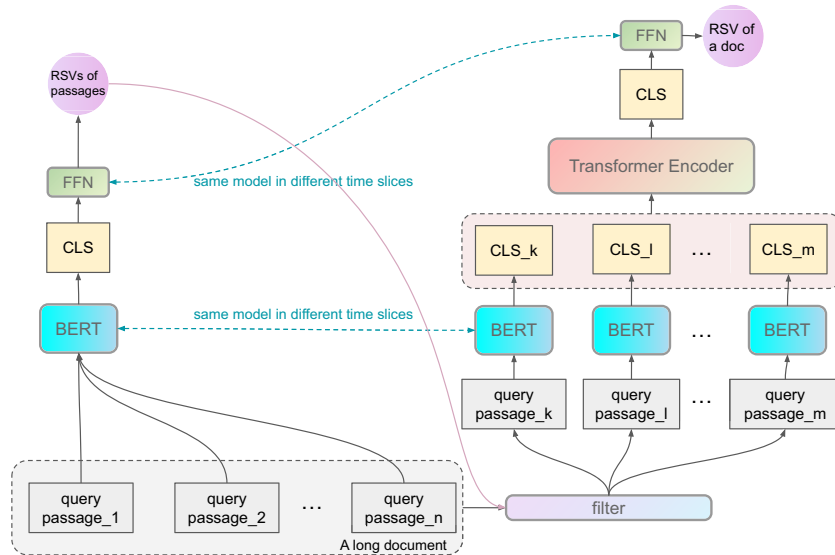 FFN
RSV of
a doc
RSVs of
passages
CLS
Transformer Encoder
FFN
same model in different time slices
CLS
CLS_k
CLS_l
...
CLS_m
BERT
same model in different time slices
BERT
BERT
...
BERT
query
passage_k
query
passage_l
...
query
passage_m
query
passage_1
query
passage_2
...
query
passage_n
filter
A long document